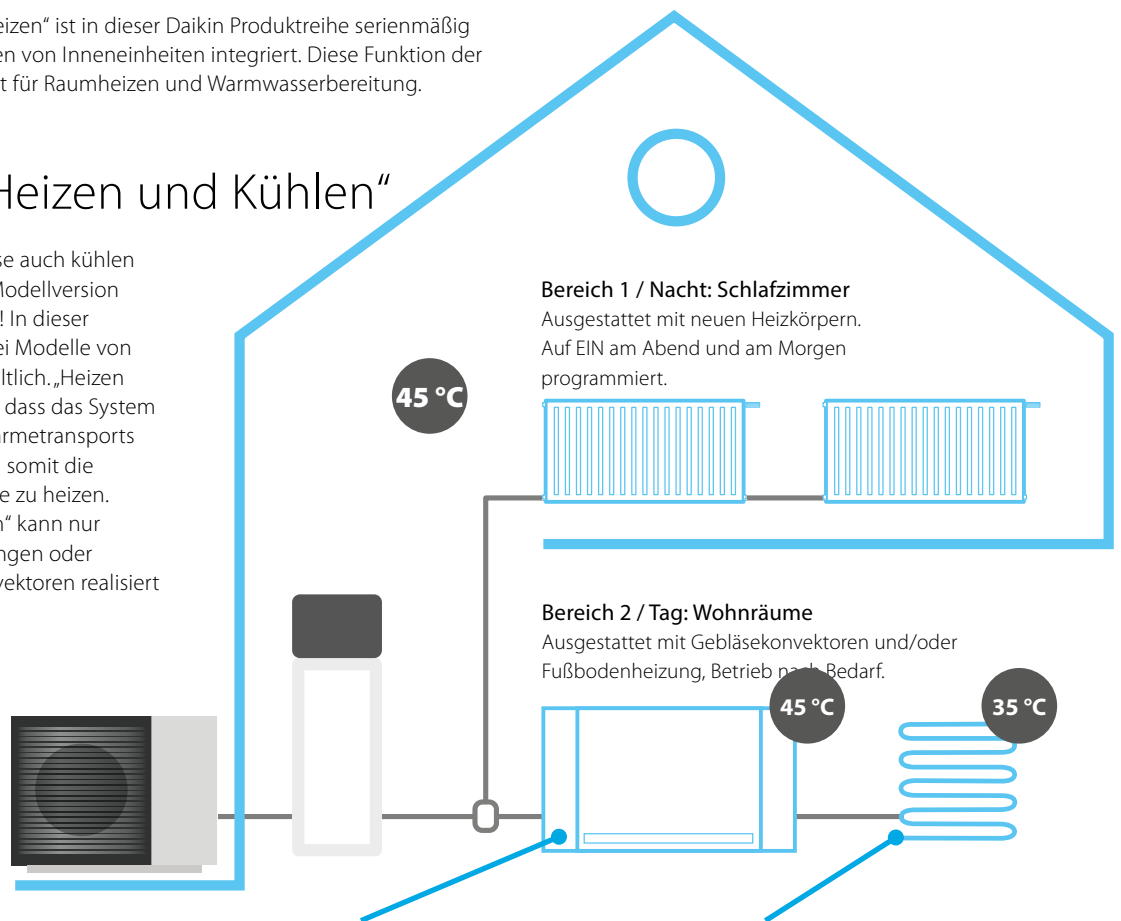 eizen“ ist in dieser Daikin Produktreihe serienmäßig
en von Inneneinheiten integriert. Diese Funktion der
t für Raumheizen und Warmwasserbereitung.
Heizen und Kühlen“
se auch kühlen
Modellversion
! In dieser
ei Modelle von
ltlich. „Heizen
dass das System
rmetransports
somit die
e zu heizen.
n“ kann nur
ngen oder
vektoren realisiert
45 °C
Bereich 1 / Nacht: Schlafzimmer
Ausgestattet mit neuen Heizkörpern.
Auf EIN am Abend und am Morgen
programmiert.
Bereich 2 / Tag: Wohnräume
Ausgestattet mit Gebläsekonvektoren und/oder
Fußbodenheizung, Betrieb nach Bedarf.
45 °C
35 °C